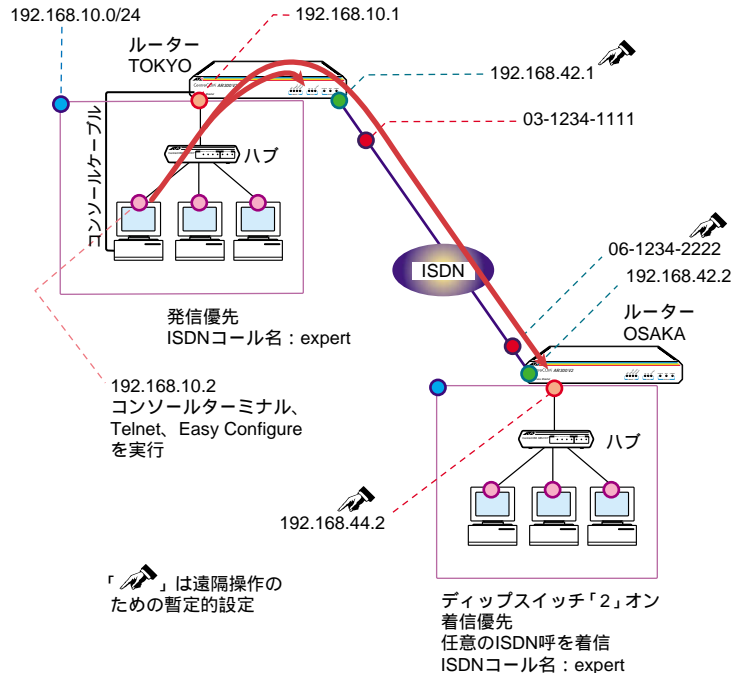 192.168.10.0/24
192.168.10.1
ルーター
TOKYO
192.168.42.1
03-1234-1111
コンソールケーブル
ハブ
ISDN
06-1234-2222
192.168.42.2
ルーター
OSAKA
発信優先
ISDNコール名：expert
192.168.10.2
コンソールターミナル、
Telnet、Easy Configure
を実行
ハブ
192.168.44.2
「 」は遠隔操作の
ための暫定的設定
ディップスイッチ「2」オン
着信優先
任意のISDN呼を着信
ISDNコール名：expert